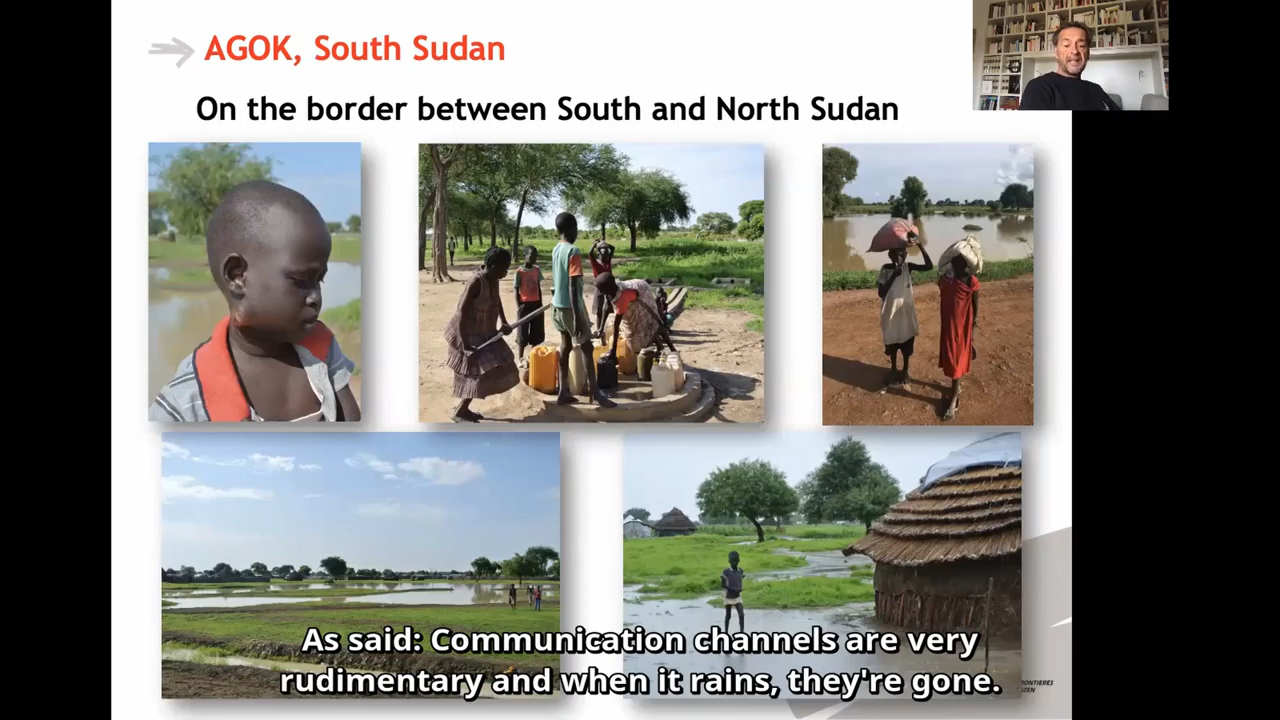 AGOK, South Sudan
On the border between South and North Sudan
As said: Communication channels are very
rudimentary and when it rains, they're gone.